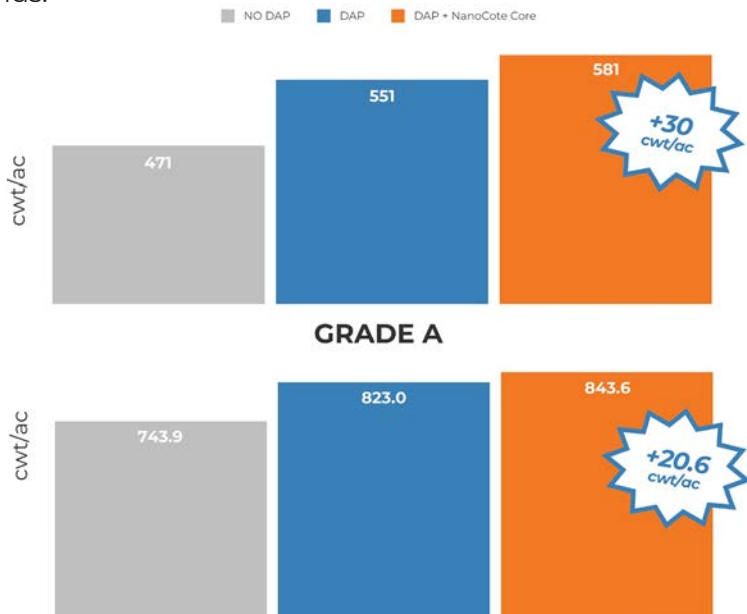 NO DAP DAP DAP + NanoCote Core
cwt/ac
471
551
581
+30
cwt/ac
GRADE A
cwt/ac
743.9
823.0
843.6
+20.6
cwt/ac